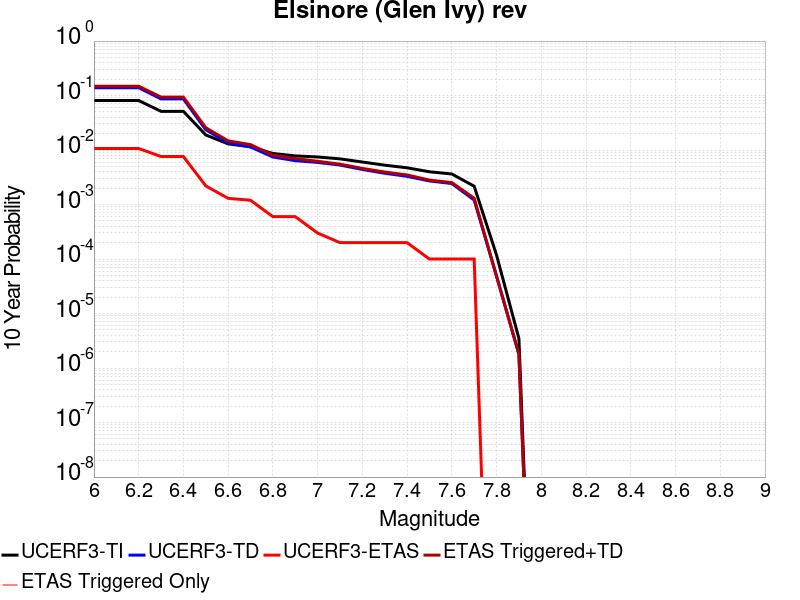 Elsinore (Glen Ivy) rev
10 Year Probability
10^0
10^-1
10^-2
10^-3
10^-4
10^-5
10^-6
10^-7
10^-8
6 6.2 6.4 6.6 6.8 7 7.2 7.4 7.6 7.8 8 8.2 8.4 8.6 8.8 9
Magnitude
UCERF3-TI UCERF3-TD UCERF3-ETAS ETAS Triggered+TD
ETAS Triggered Only